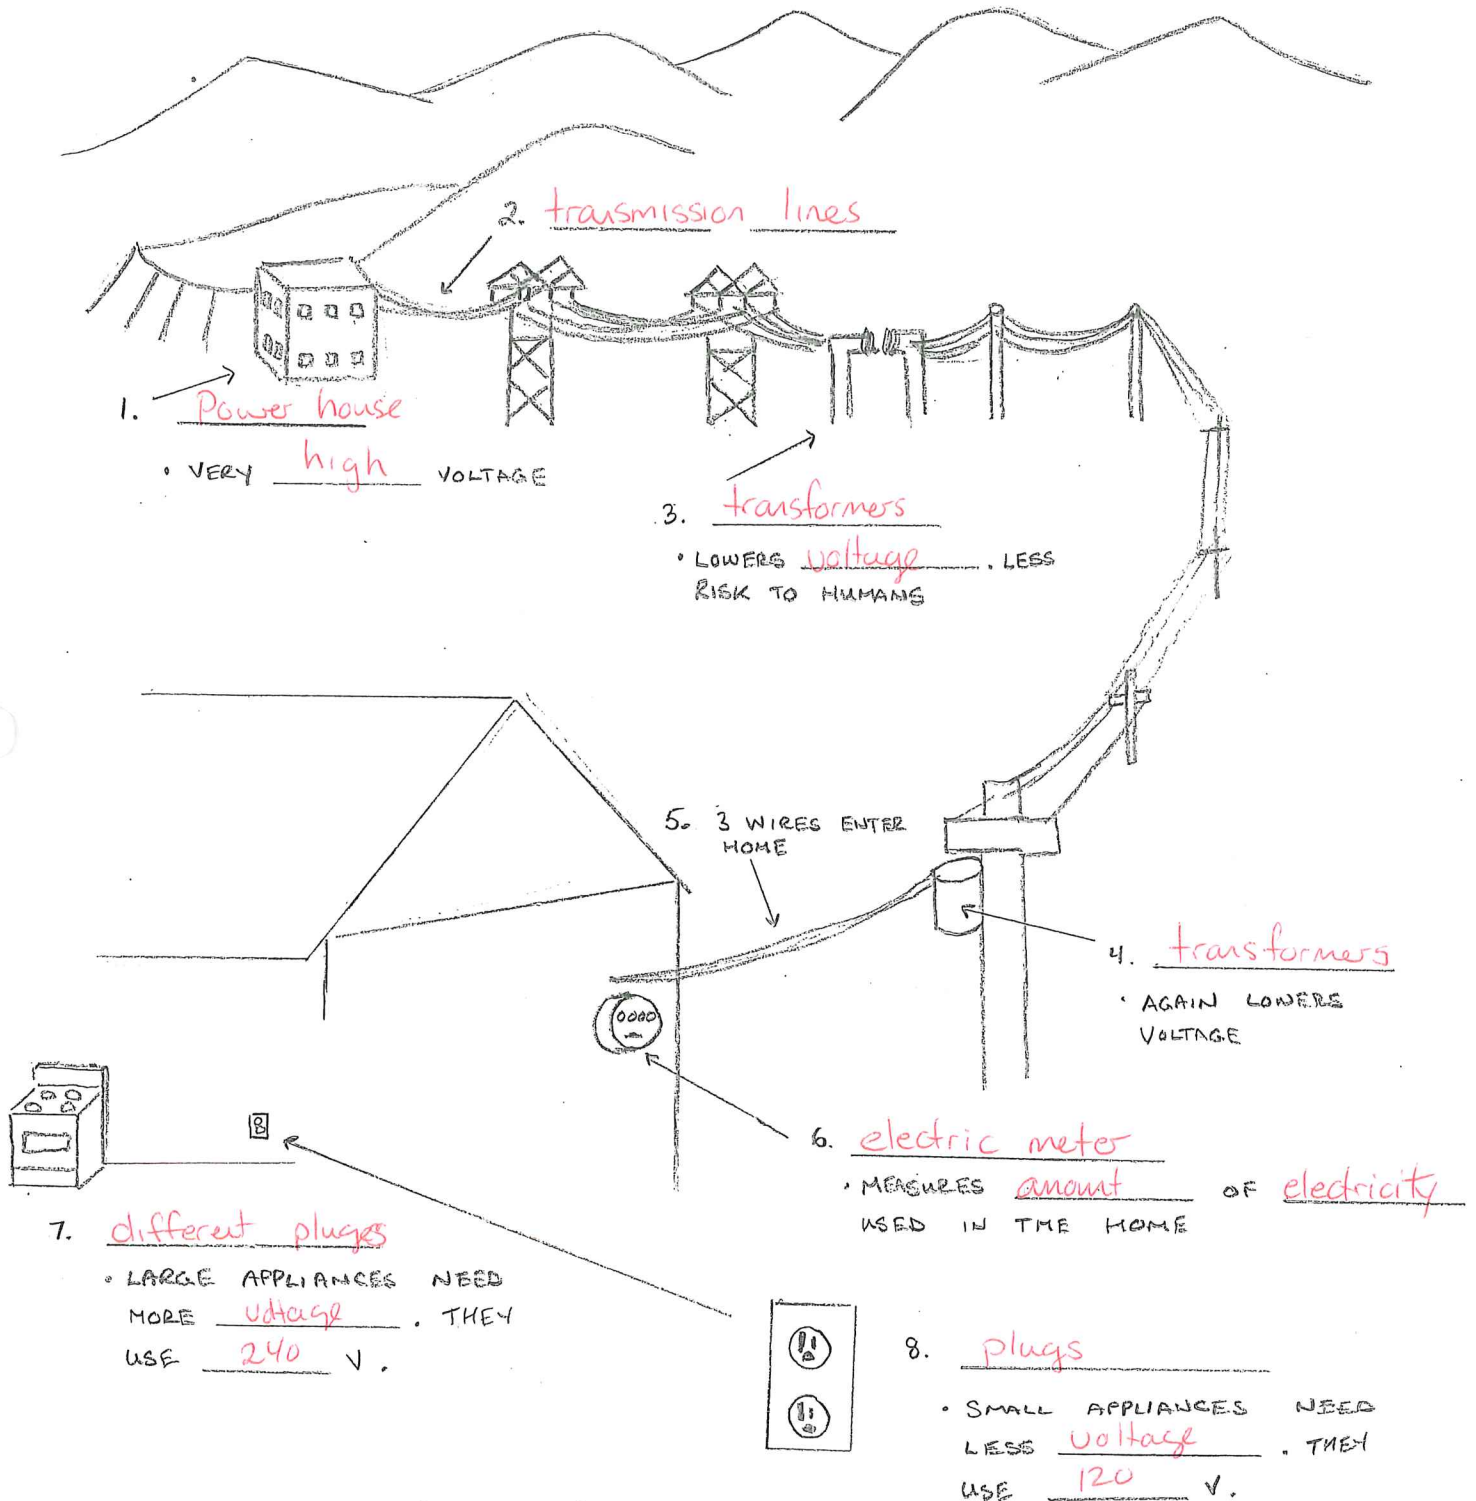 2. transmission lines
1. Power house
• VERY high VOLTAGE
3. transformers
• LOWERS voltage. LESS
RISK TO HUMANS
5. 3 WIRES ENTER
HOME
4. transformers
• AGAIN LOWERS
VOLTAGE
6. electric meter
• MEASURES amount OF electricity
USED IN THE HOME
7. different pluges
• LARGE APPLIANCES NEED
MORE voltage. THEY
USE 240 V.
8. plugs
• SMALL APPLIANCES NEED
LESS voltage. THEY
USE 120 V.